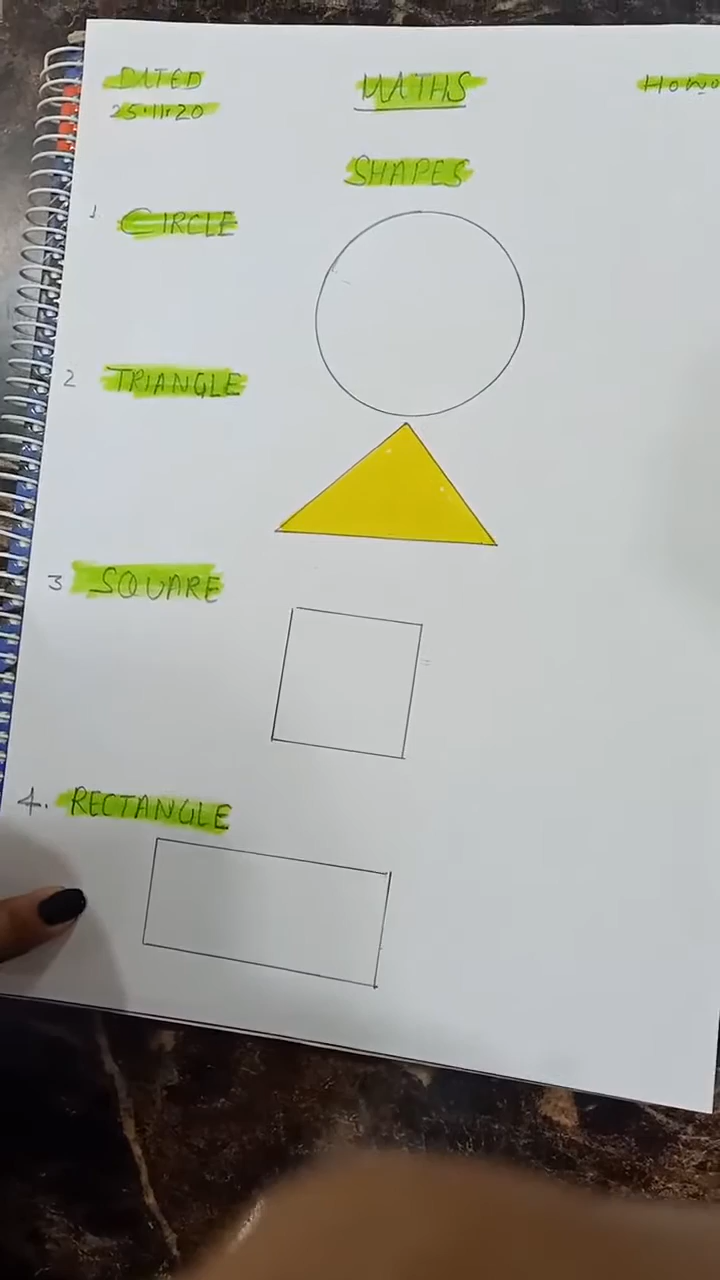 DATED
25·11·20
MATHS
SHAPES
1 CIRCLE
2 TRIANGLE
3 SQUARE
4. RECTANGLE